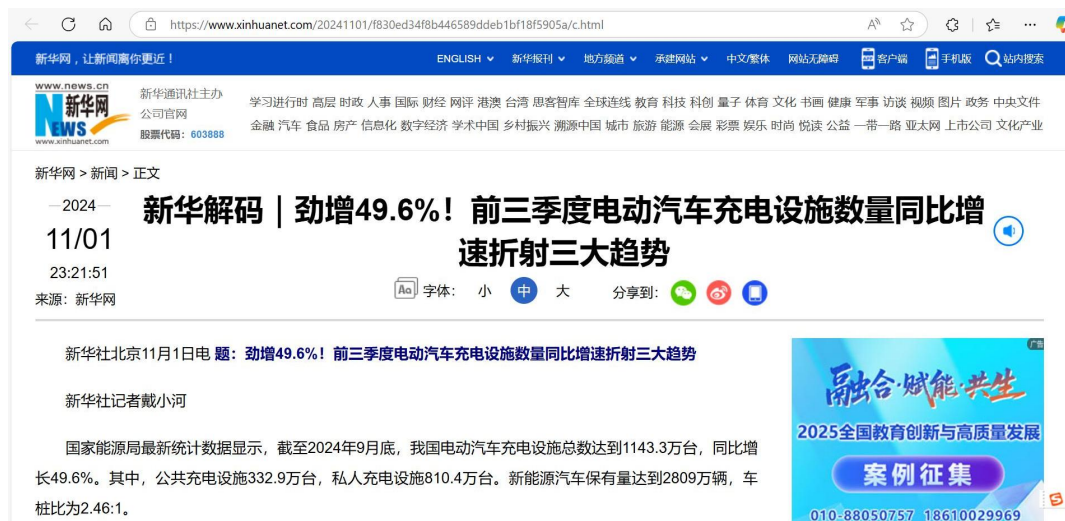 https://www.xinhuanet.com/20241101/f830ed34f8b446589ddeb1bf18f5905a/c.html
新华网，让新闻离你更近！
ENGLISH 新华报刊 地方频道 承建网站 中文/繁体 网站无障碍 客户端 手机版 站内搜索
www.news.cn
新华网
NEWS
www.xinhuanet.com
新华通讯社主办
公司官网
股票代码：603888
学习进行时 高层 时政 人事 国际 财经 网评 港澳 台湾 思客智库 全球连线 教育 科技 科创 量子 体育 文化 书画 健康 军事 访谈 视频 图片 政务 中央文件
金融 汽车 食品 房产 信息化 数字经济 学术中国 乡村振兴 溯源中国 城市 旅游 能源 会展 彩票 娱乐 时尚 悦读 公益 一带一路 亚太网 上市公司 文化产业
新华网 > 新闻 > 正文
2024
11/01
23:21:51
来源：新华网
新华解码｜劲增49.6%！前三季度电动汽车充电设施数量同比增
速折射三大趋势
字体： 小 中 大 分享到：
新华社北京11月1日电 题：劲增49.6%！前三季度电动汽车充电设施数量同比增速折射三大趋势
新华社记者戴小河
国家能源局最新统计数据显示，截至2024年9月底，我国电动汽车充电设施总数达到1143.3万台，同比增
长49.6%。其中，公共充电设施332.9万台，私人充电设施810.4万台。新能源汽车保有量达到2809万辆，车
桩比为2.46:1。
广告
融合·赋能·共生
2025全国教育创新与高质量发展
案例征集
010-88050757 18610029969